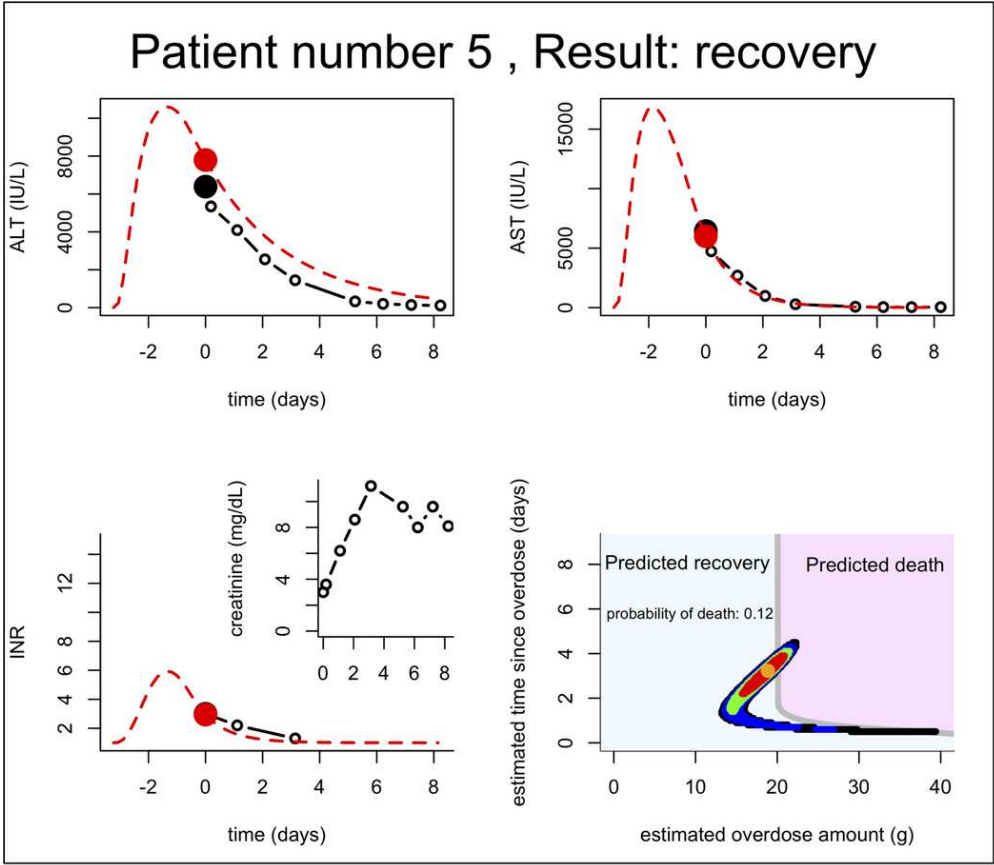 Patient number 5 , Result: recovery
ALT (IU/L)
8000
4000
0
-2 0 2 4 6 8
time (days)
AST (IU/L)
15000
5000
0
-2 0 2 4 6 8
time (days)
INR
12
8
6
4
2
-2 0 2 4 6 8
time (days)
creatinine (mg/dL)
8
4
0
0 2 4 6 8
estimated time since overdose (days)
8
6
4
2
0
Predicted recovery
Predicted death
probability of death: 0.12
0 10 20 30 40
estimated overdose amount (g)